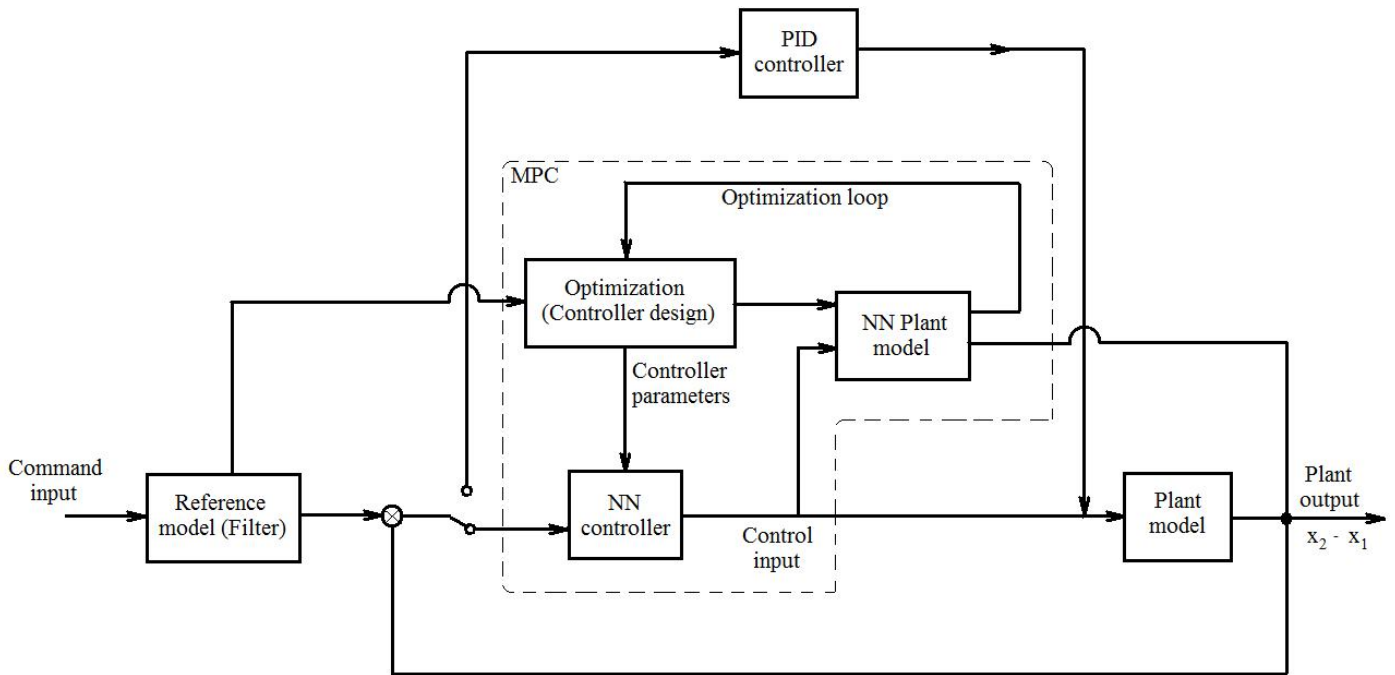 PID
controller
MPC
Optimization loop
Optimization
(Controller design)
NN Plant
model
Controller
parameters
Command
input
Reference
model (Filter)
NN
controller
Control
input
Plant
model
Plant
output
x₂ - x₁